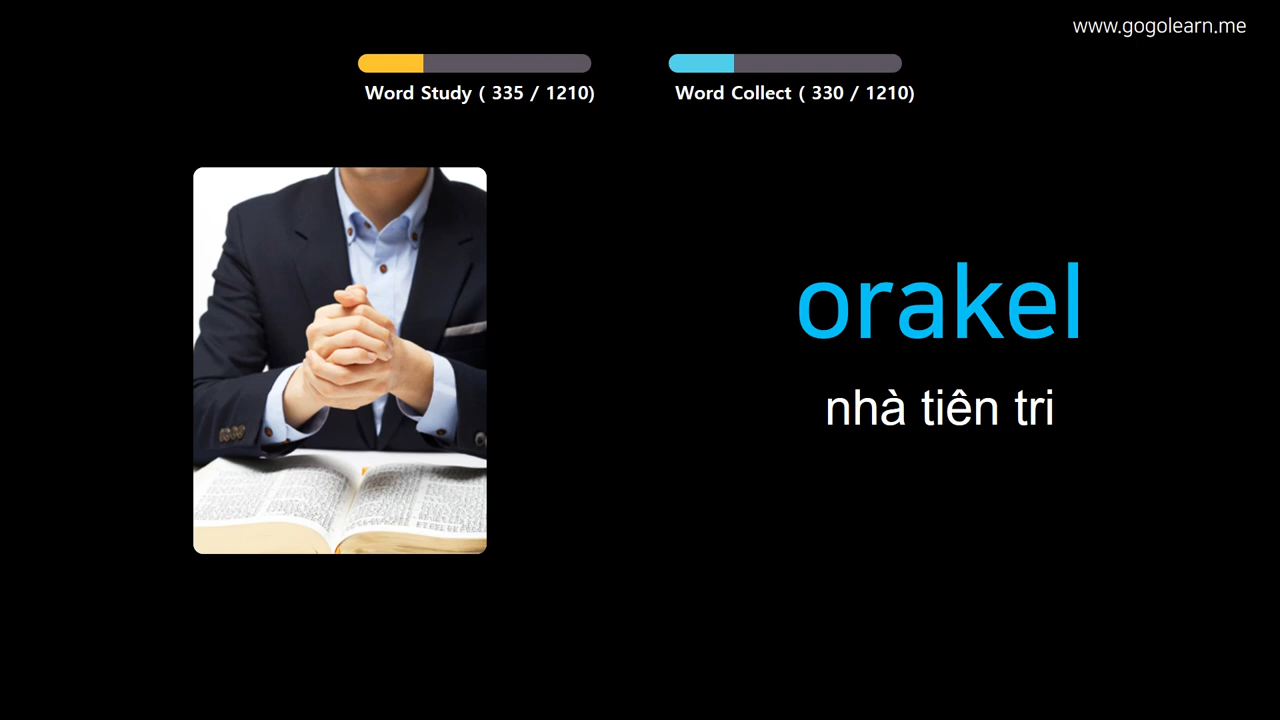 www.gogolearn.me
Word Study ( 335 / 1210)
Word Collect ( 330 / 1210)
orakel
nhà tiên tri